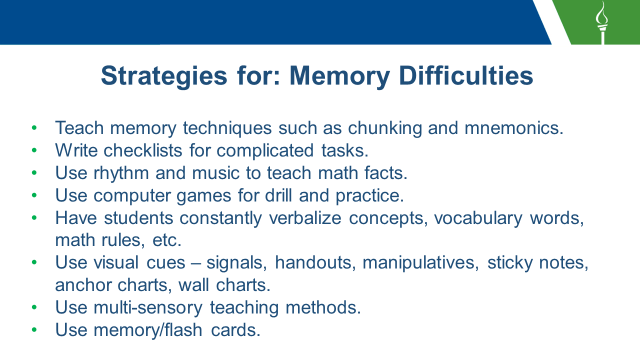 Strategies for: Memory Difficulties
• Teach memory techniques such as chunking and mnemonics.
• Write checklists for complicated tasks.
• Use rhythm and music to teach math facts.
• Use computer games for drill and practice.
• Have students constantly verbalize concepts, vocabulary words,
math rules, etc.
• Use visual cues – signals, handouts, manipulatives, sticky notes,
anchor charts, wall charts.
• Use multi-sensory teaching methods.
• Use memory/flash cards.